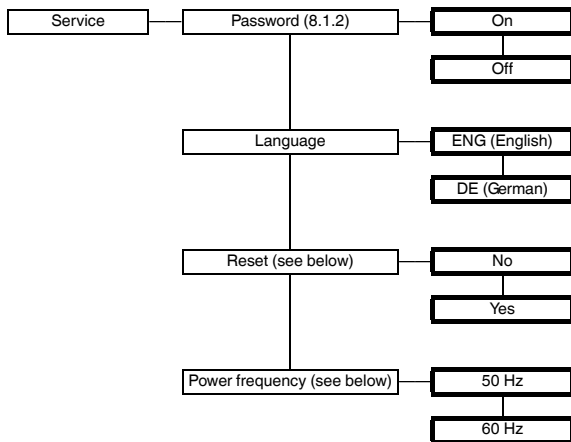 Service
Password (8.1.2)
On
Off
Language
ENG (English)
DE (German)
Reset (see below)
No
Yes
Power frequency (see below)
50 Hz
60 Hz